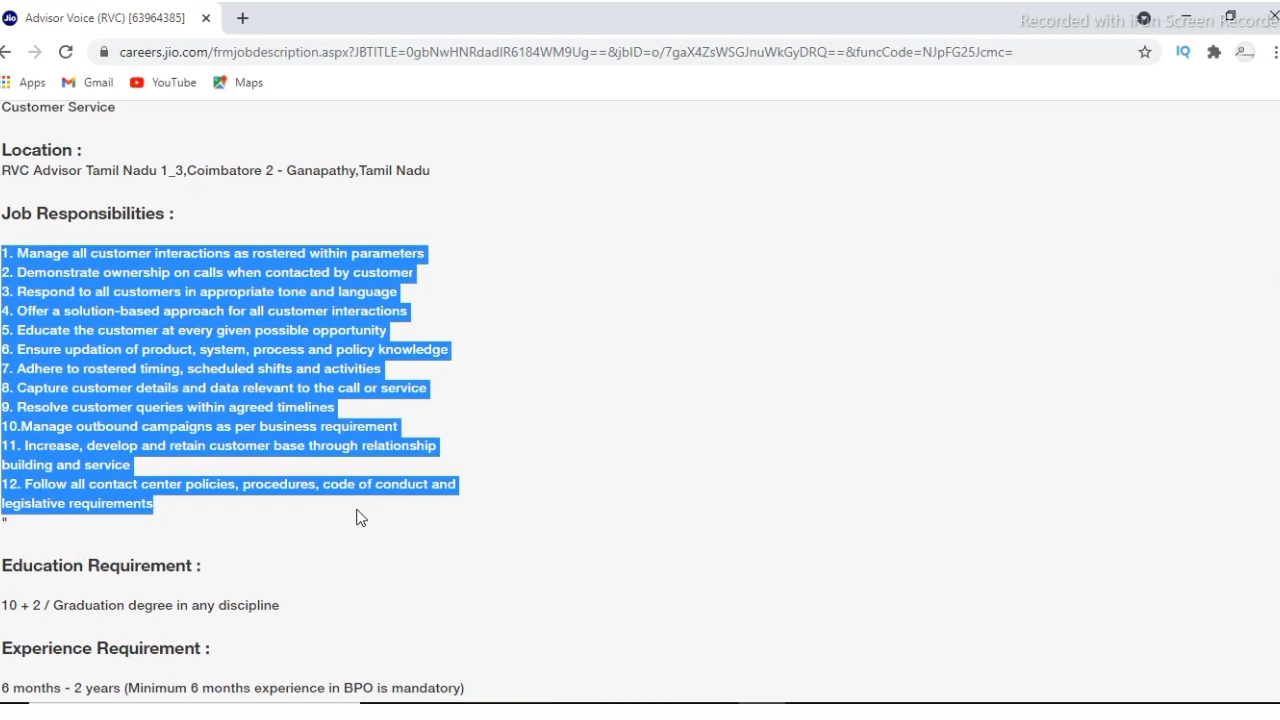 Jio Advisor Voice (RVC) [63964385]
Recorded with iFun Screen Recorde
careers.jio.com/frmjobdescription.aspx?JBTITLE=0gbNwHNRdadIR6184WM9Ug==&jbID=o/7gaX4ZsWSGJnuWkGyDRQ==&funcCode=NJpFG25Jcmc=
IQ
Apps Gmail YouTube Maps
Customer Service
Location :
RVC Advisor Tamil Nadu 1_3,Coimbatore 2 - Ganapathy,Tamil Nadu
Job Responsibilities :
1. Manage all customer interactions as rostered within parameters
2. Demonstrate ownership on calls when contacted by customer
3. Respond to all customers in appropriate tone and language
4. Offer a solution-based approach for all customer interactions
5. Educate the customer at every given possible opportunity
6. Ensure updation of product, system, process and policy knowledge
7. Adhere to rostered timing, scheduled shifts and activities
8. Capture customer details and data relevant to the call or service
9. Resolve customer queries within agreed timelines
10.Manage outbound campaigns as per business requirement
11. Increase, develop and retain customer base through relationship
building and service
12. Follow all contact center policies, procedures, code of conduct and
legislative requirements
"
Education Requirement :
10 + 2 / Graduation degree in any discipline
Experience Requirement :
6 months - 2 years (Minimum 6 months experience in BPO is mandatory)